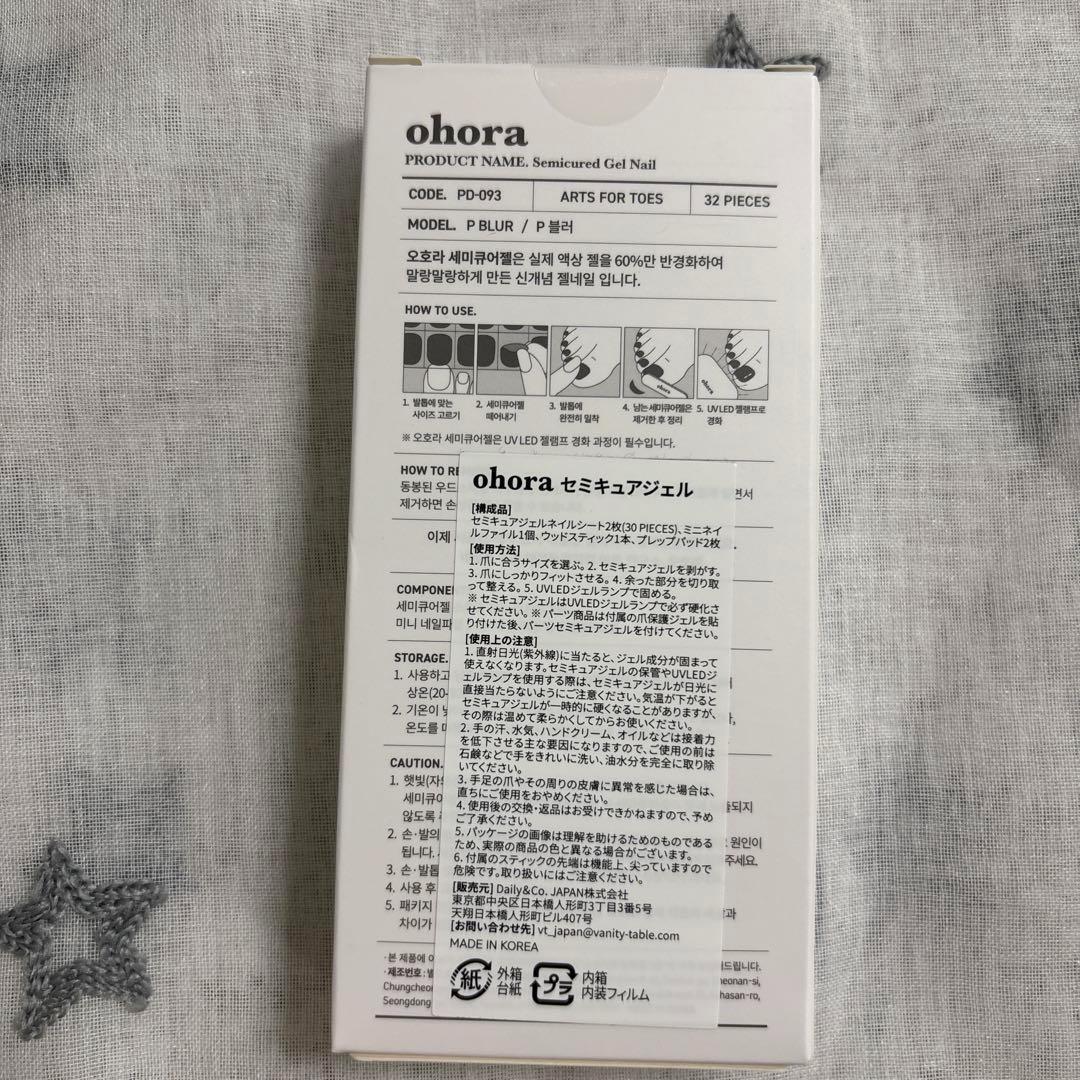 ohora
PRODUCT NAME. Semicured Gel Nail
CODE. PD-093 ARTS FOR TOES 32 PIECES
MODEL. P BLUR / P 블러
오호라 세미큐어젤은 실제 액상 젤을 60%만 반경화하여
말랑말랑하게 만든 신개념 젤네일 입니다.
HOW TO USE.
ohora
ohora
1. 발톱에 맞는
사이즈 고르기
2. 세미큐어젤
떼어내기
3. 발톱에
완전히 밀착
4. 남는 세미큐어젤은
제거한 후 정리
5. UV LED 젤램프로
경화
※ 오호라 세미큐어젤은 UV LED 젤램프 경화 과정이 필수입니다.
HOW TO RE
동봉된 우드 면서
제거하면 손
이제
COMPONE
세미큐어젤
미니 네일파
STORAGE.
1. 사용하고
상온(20-
2. 기온이 낮
온도를
CAUTION.
1. 햇빛(자외
세미큐어 출되지
않도록
2. 손·발의 원인이
됩니다. 주세요.
3. 손·발톱
4. 사용 후
5. 패키지
차이가
·본 제품에 드립니다.
·제조번호 : 별 eonan-si,
Chungcheon hasan-ro,
Seongdong
ohora セミキュアジェル
[構成品]
セミキュアジェルネイルシート2枚(30 PIECES)、ミニネイ
ルファイル1個、ウッドスティック1本、プレップパッド2枚
[使用方法]
1. 爪に合うサイズを選ぶ。2. セミキュアジェルを剥がす。
3. 爪にしっかりフィットさせる。4. 余った部分を切り取
って整える。5. UVLEDジェルランプで固める。
※ セミキュアジェルはUVLEDジェルランプで必ず硬化さ
せてください。※ パーツ商品は付属の爪保護ジェルを貼
り付けた後、パーツセミキュアジェルを付けてください。
[使用上の注意]
1. 直射日光(紫外線)に当たると、ジェル成分が固まって
使えなくなります。セミキュアジェルの保管やUVLEDジ
ェルランプを使用する際は、セミキュアジェルが日光に
直接当たらないようにご注意ください。気温が下がると
セミキュアジェルが一時的に硬くなることがありますが、
その際は温めて柔らかくしてからお使いください。
2. 手の汗、水気、ハンドクリーム、オイルなどは接着力
を低下させる主な要因になりますので、ご使用の前は
石鹸などで手をきれいに洗い、油水分を完全に取り除
いてください。
3. 手足の爪やその周りの皮膚に異常を感じた場合は、
直ちにご使用をおやめください。
4. 使用後の交換・返品はお受けできかねますので、予め
ご了承ください。
5. パッケージの画像は理解を助けるためのものである
ため、実際の商品の色と異なる場合がございます。
6. 付属のスティックの先端は機能上、尖っていますので
危険です。取り扱いにはご注意ください。
[販売元] Daily&Co. JAPAN株式会社
東京都中央区日本橋人形町3丁目3番5号
天翔日本橋人形町ビル407号
[お問い合わせ先] vt_japan@vanity-table.com
MADE IN KOREA
紙 外箱
台紙
プラ 内箱
内装フィルム